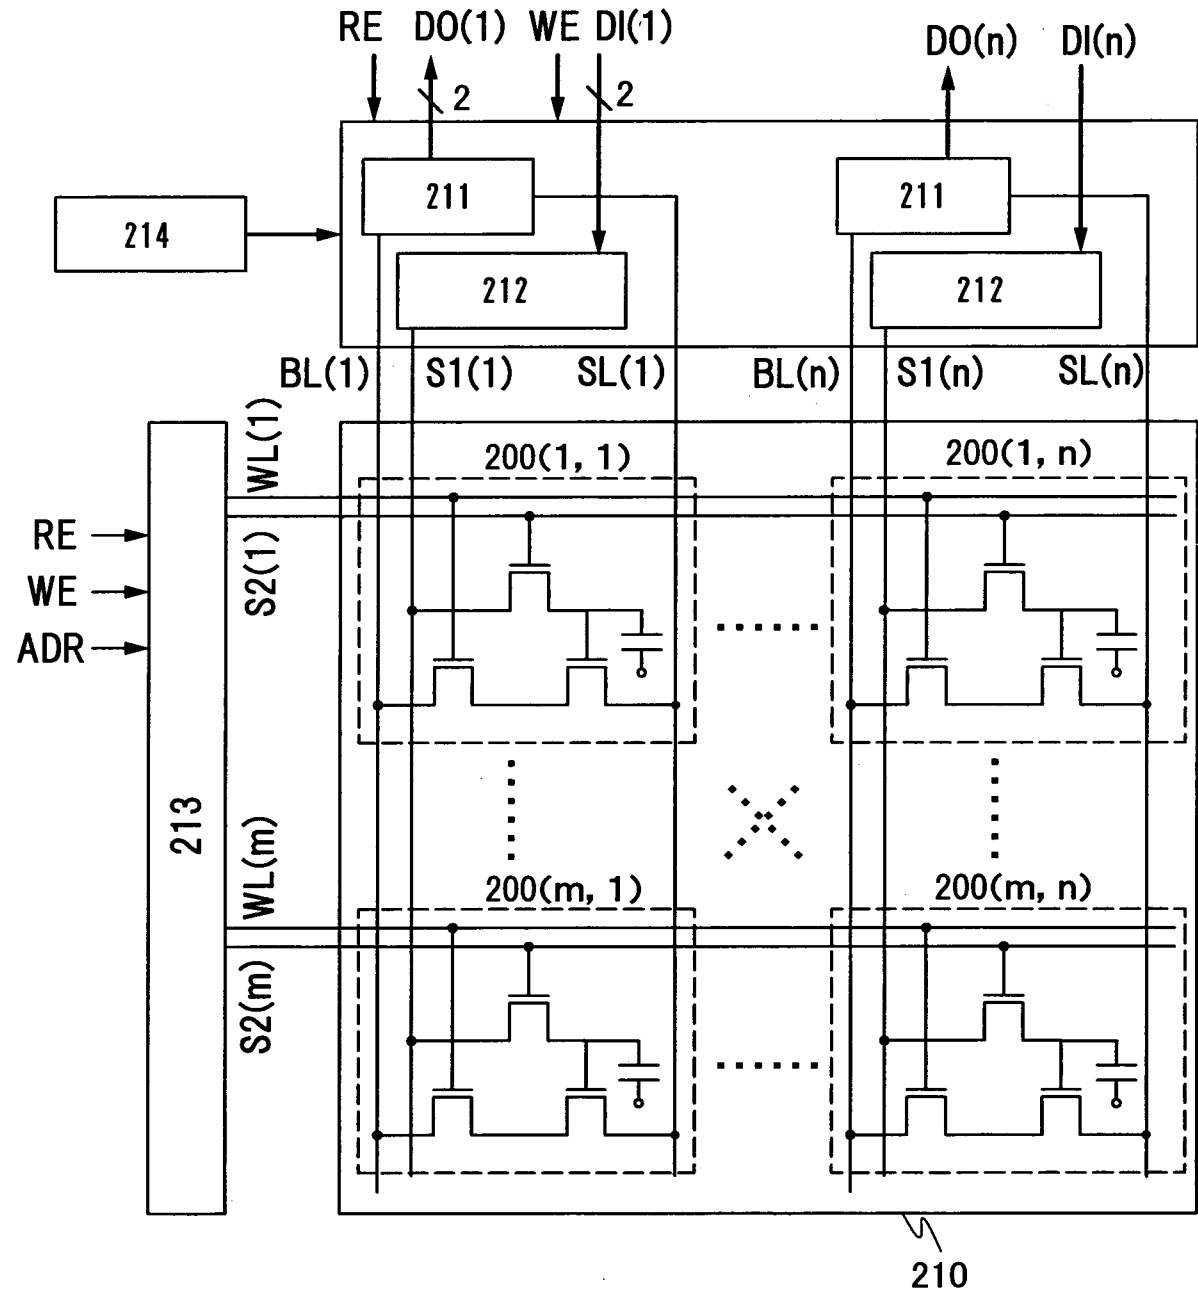 RE DO(1) WE DI(1) DO(n) DI(n)
2 2
211 211
214
212 212
BL(1) S1(1) SL(1) BL(n) S1(n) SL(n)
WL(1)
200(1, 1) 200(1, n)
RE
S2(1)
WE
ADR
213
WL(m)
200(m, 1) 200(m, n)
S2(m)
210